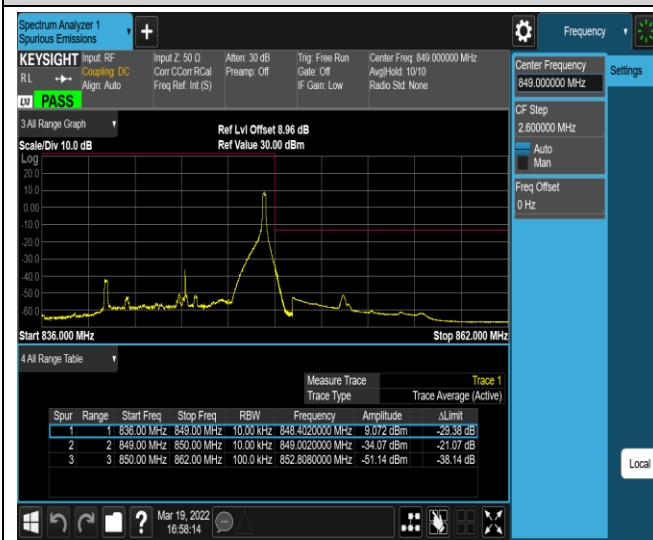 Spectrum Analyzer 1
Spurious Emissions
Frequency
KEYSIGHT
Input: RF
Coupling: DC
Align: Auto
Input Z: 50 Ω
Corr CCorr RCal
Freq Ref: Int (S)
Atten: 30 dB
Preamp: Off
Trig: Free Run
Gate: Off
IF Gain: Low
Center Freq: 849.000000 MHz
Avg|Hold: 10/10
Radio Std: None
RL
LXI
PASS
Center Frequency
849.000000 MHz
Settings
CF Step
2.600000 MHz
Auto
Man
Freq Offset
0 Hz
3 All Range Graph
Ref Lvl Offset 8.96 dB
Scale/Div 10.0 dB
Ref Value 30.00 dBm
Log
20.0
10.0
0.00
-10.0
-20.0
-30.0
-40.0
-50.0
-60.0
Start 836.000 MHz
Stop 862.000 MHz
4 All Range Table
Measure Trace Trace 1
Trace Type Trace Average (Active)
Spur Range Start Freq Stop Freq RBW Frequency Amplitude ΔLimit
1 1 836.00 MHz 849.00 MHz 10.00 kHz 848.4020000 MHz 9.072 dBm -29.38 dB
2 2 849.00 MHz 850.00 MHz 10.00 kHz 849.0020000 MHz -34.07 dBm -21.07 dB
3 3 850.00 MHz 862.00 MHz 100.0 kHz 852.8080000 MHz -51.14 dBm -38.14 dB
Local
Mar 19, 2022
16:58:14